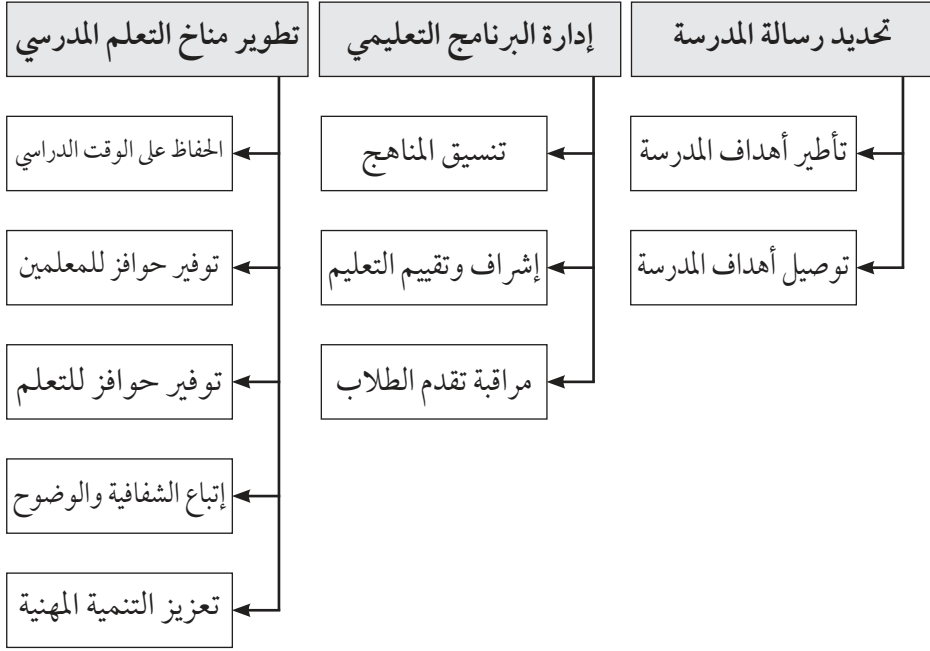 تحديد رسالة المدرسة
تأطير أهداف المدرسة
توصيل أهداف المدرسة
إدارة البرنامج التعليمي
تنسيق المناهج
إشراف وتقييم التعليم
مراقبة تقدم الطلاب
تطوير مناخ التعلم المدرسي
الحفاظ على الوقت الدراسي
توفير حوافز للمعلمين
توفير حوافز للتعلم
إتباع الشفافية والوضوح
تعزيز التنمية المهنية